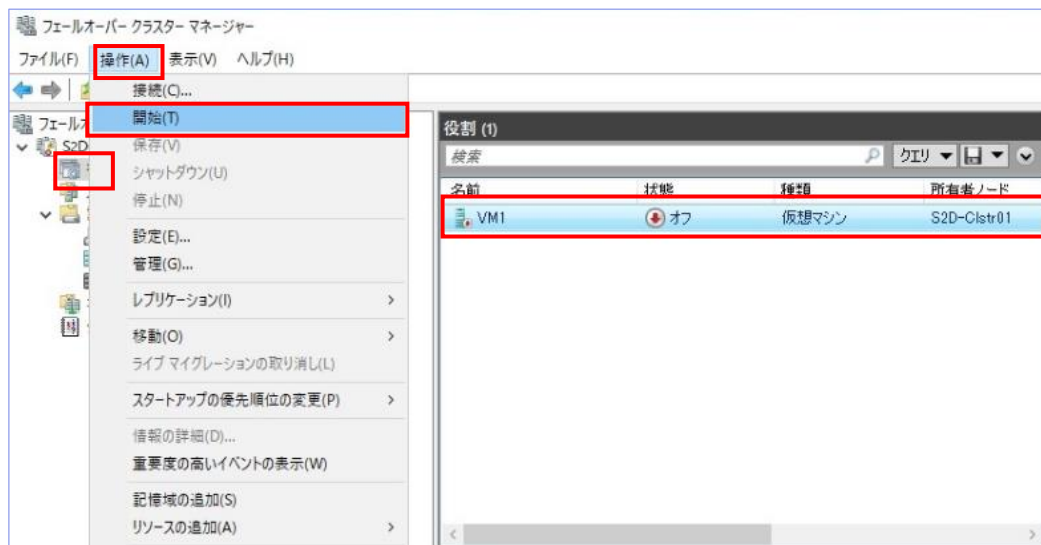 フェールオーバー クラスター マネージャー
ファイル(F) 操作(A) 表示(V) ヘルプ(H)
接続(C)...
開始(T)
保存(V)
シャットダウン(U)
停止(N)
設定(E)...
管理(G)...
レプリケーション(I)
移動(O)
ライブ マイグレーションの取り消し(L)
スタートアップの優先順位の変更(P)
情報の詳細(D)...
重要度の高いイベントの表示(W)
記憶域の追加(S)
リソースの追加(A)
フェールオ
S2D
役割 (1)
検索 クエリ
名前 状態 種類 所有者ノード
VM1 オフ 仮想マシン S2D-Clstr01